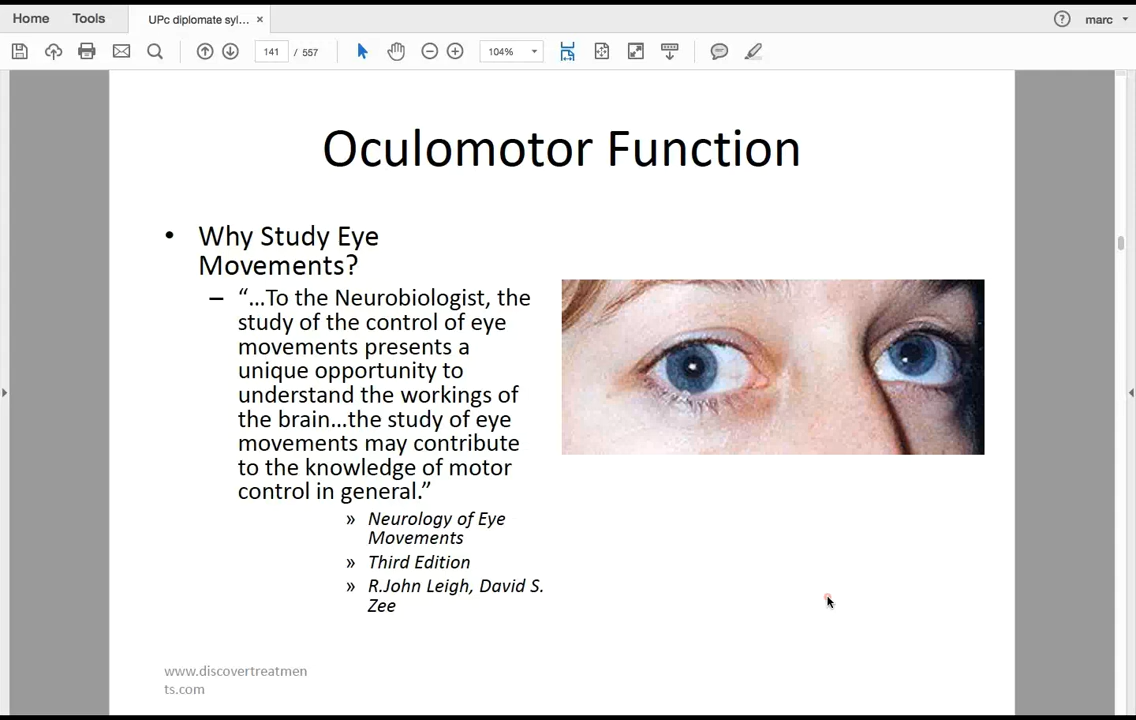 Home
Tools
UPc diplomate syl... ×
?
marc
141 / 557
104%
Oculomotor Function
• Why Study Eye
Movements?
– “…To the Neurobiologist, the
study of the control of eye
movements presents a
unique opportunity to
understand the workings of
the brain…the study of eye
movements may contribute
to the knowledge of motor
control in general.”
» Neurology of Eye
Movements
» Third Edition
» R.John Leigh, David S.
Zee
www.discovertreatmen
ts.com